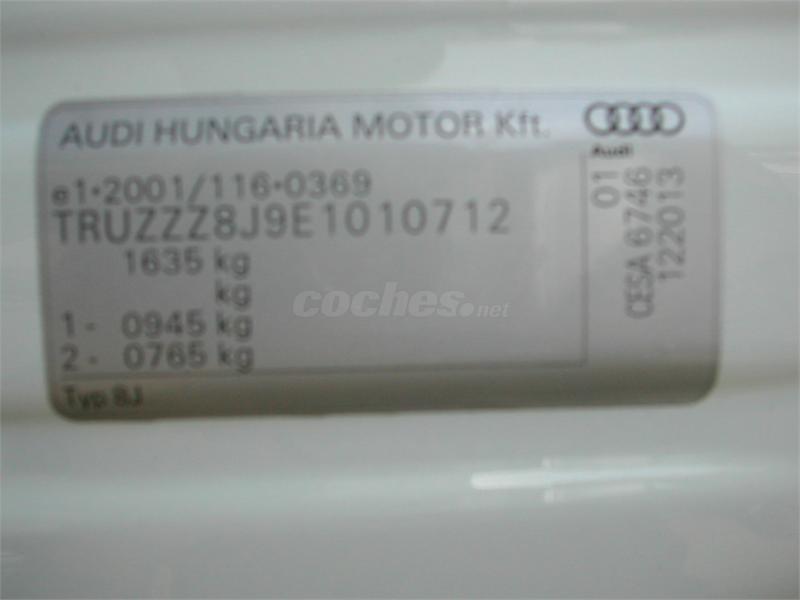 AUDI HUNGARIA MOTOR Kft.
Audi
e1*2001/116*0369
TRUZZZ8J9E1010712
1635 kg
kg
1 - 0945 kg
2 - 0765 kg
Typ 8J
01
CESA 6746
122013
coches.net